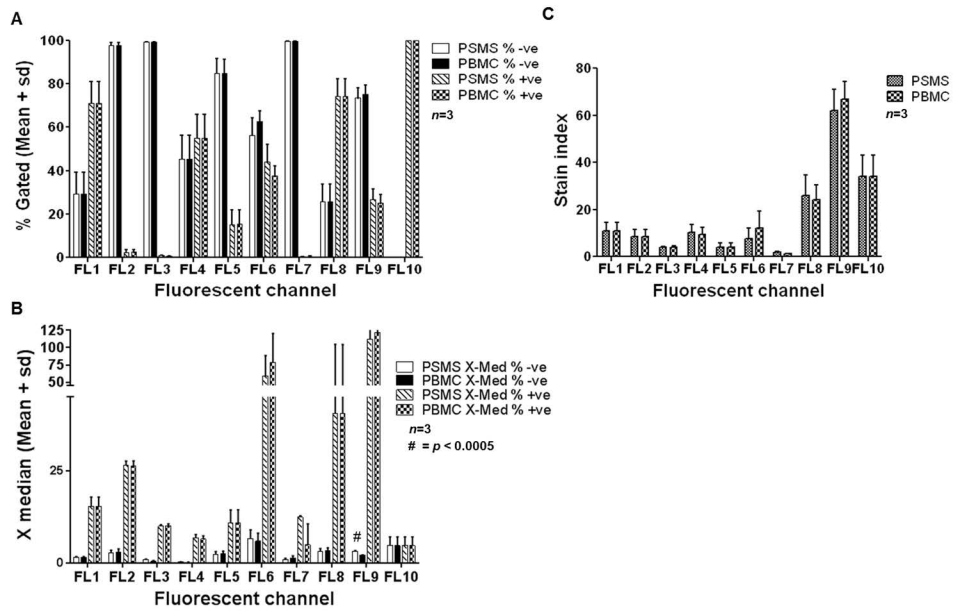 A
% Gated (Mean + sd)
100
80
60
40
20
0
FL1 FL2 FL3 FL4 FL5 FL6 FL7 FL8 FL9 FL10
Fluorescent channel
PSMS % -ve
PBMC % -ve
PSMS % +ve
PBMC % +ve
n=3
B
X median (Mean + sd)
125
100
75
50
25
0
FL1 FL2 FL3 FL4 FL5 FL6 FL7 FL8 FL9 FL10
Fluorescent channel
#
PSMS X-Med % -ve
PBMC X-Med % -ve
PSMS X-Med % +ve
PBMC X-Med % +ve
n=3
# = p < 0.0005
C
Stain index
80
60
40
20
0
FL1 FL2 FL3 FL4 FL5 FL6 FL7 FL8 FL9 FL10
Fluorescent channel
PSMS
PBMC
n=3